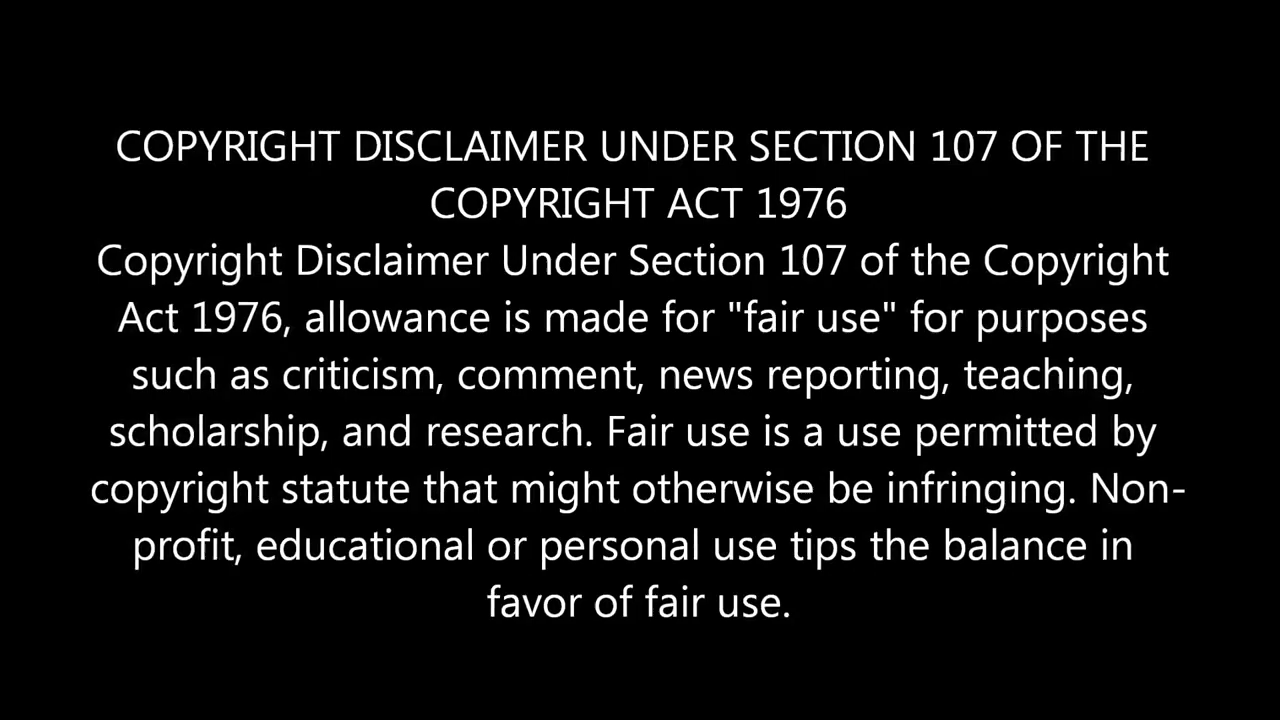 COPYRIGHT DISCLAIMER UNDER SECTION 107 OF THE
COPYRIGHT ACT 1976
Copyright Disclaimer Under Section 107 of the Copyright
Act 1976, allowance is made for "fair use" for purposes
such as criticism, comment, news reporting, teaching,
scholarship, and research. Fair use is a use permitted by
copyright statute that might otherwise be infringing. Non-
profit, educational or personal use tips the balance in
favor of fair use.